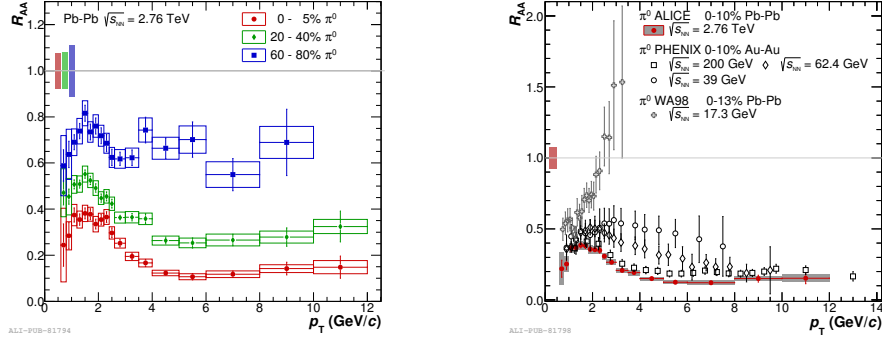 R_AA
Pb-Pb √s_NN = 2.76 TeV
0 - 5% π⁰
20 - 40% π⁰
60 - 80% π⁰
1.2
1.0
0.8
0.6
0.4
0.2
0.0
0 2 4 6 8 10 12
p_T (GeV/c)
ALI-PUB-81794
R_AA
π⁰ ALICE 0-10% Pb-Pb
√s_NN = 2.76 TeV
π⁰ PHENIX 0-10% Au-Au
√s_NN = 200 GeV √s_NN = 62.4 GeV
√s_NN = 39 GeV
π⁰ WA98 0-13% Pb-Pb
√s_NN = 17.3 GeV
2.0
1.5
1.0
0.5
0.0
0 2 4 6 8 10 12 14
p_T (GeV/c)
ALI-PUB-81798